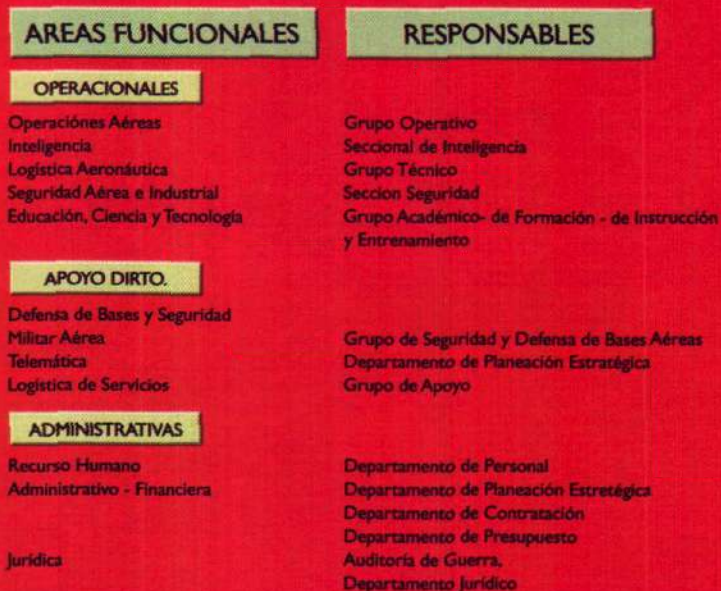 AREAS FUNCIONALES RESPONSABLES
OPERACIONALES
Operaciónes Aéreas Grupo Operativo
Inteligencia Seccional de Inteligencia
Logística Aeronáutica Grupo Técnico
Seguridad Aérea e Industrial Seccion Seguridad
Educación, Ciencia y Tecnología Grupo Académico- de Formación - de Instrucción
y Entrenamiento
APOYO DIRTO.
Defensa de Bases y Seguridad
Militar Aérea Grupo de Seguridad y Defensa de Bases Aéreas
Telemática Departamento de Planeación Estratégica
Logística de Servicios Grupo de Apoyo
ADMINISTRATIVAS
Recurso Humano Departamento de Personal
Administrativo - Financiera Departamento de Planeación Estretégica
Departamento de Contratación
Departamento de Presupuesto
Jurídica Auditoría de Guerra,
Departamento Jurídico